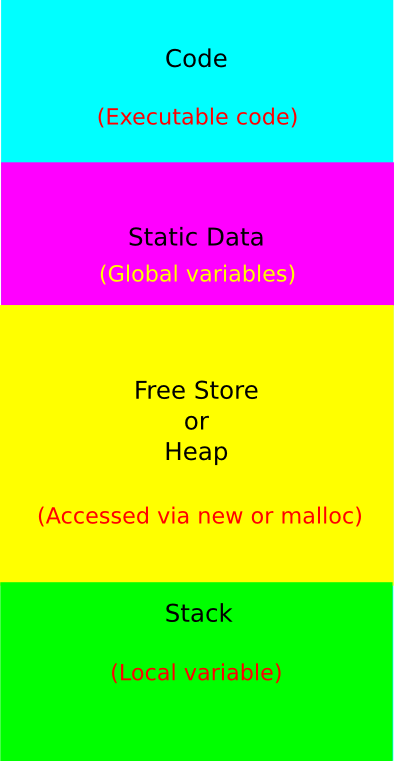 Code
(Executable code)
Static Data
(Global variables)
Free Store
or
Heap
(Accessed via new or malloc)
Stack
(Local variable)